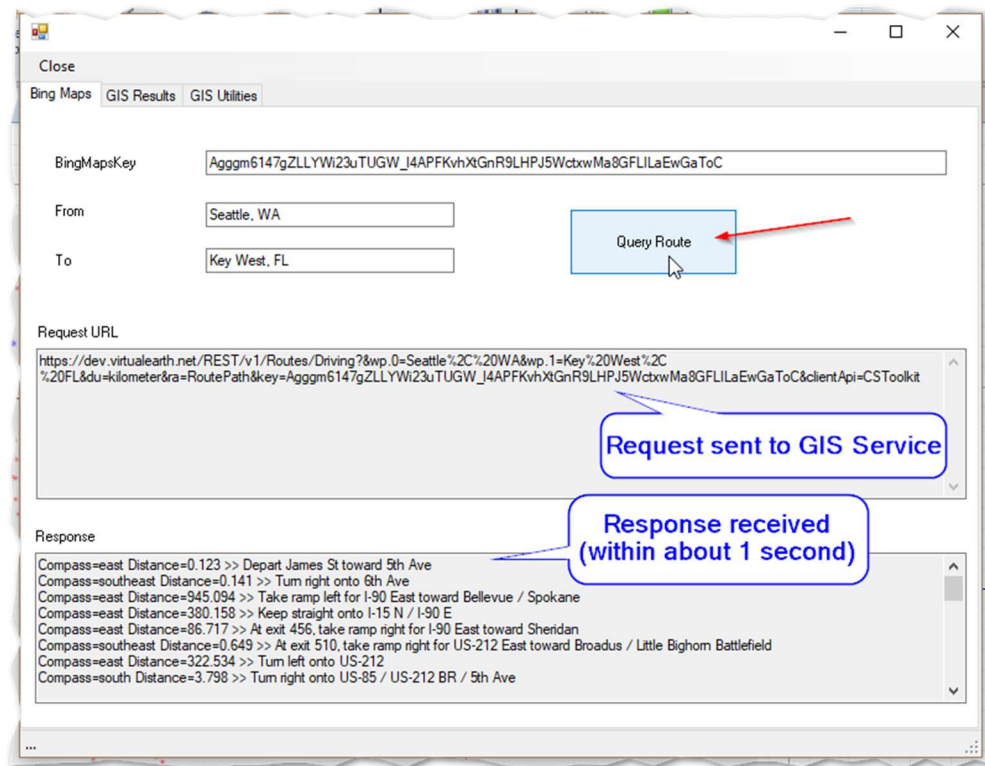 Close
Bing Maps GIS Results GIS Utilities
BingMapsKey Agggm6147gZLLYWi23uTUGW_I4APFKvhXtGnR9LHPJ5WctxwMa8GFLILaEwGaToC
From Seattle, WA
Query Route
To Key West, FL
Request URL
https://dev.virtualearth.net/REST/v1/Routes/Driving?&wp.0=Seattle%2C%20WA&wp.1=Key%20West%2C
%20FL&du=kilometer&ra=RoutePath&key=Agggm6147gZLLYWi23uTUGW_I4APFKvhXtGnR9LHPJ5WctxwMa8GFLILaEwGaToC&clientApi=CSToolkit
Request sent to GIS Service
Response received
(within about 1 second)
Response
Compass=east Distance=0.123 >> Depart James St toward 5th Ave
Compass=southeast Distance=0.141 >> Turn right onto 6th Ave
Compass=east Distance=945.094 >> Take ramp left for I-90 East toward Bellevue / Spokane
Compass=east Distance=380.158 >> Keep straight onto I-15 N / I-90 E
Compass=east Distance=86.717 >> At exit 456, take ramp right for I-90 East toward Sheridan
Compass=southeast Distance=0.649 >> At exit 510, take ramp right for US-212 East toward Broadus / Little Bighorn Battlefield
Compass=east Distance=322.534 >> Turn left onto US-212
Compass=south Distance=3.798 >> Turn right onto US-85 / US-212 BR / 5th Ave
...